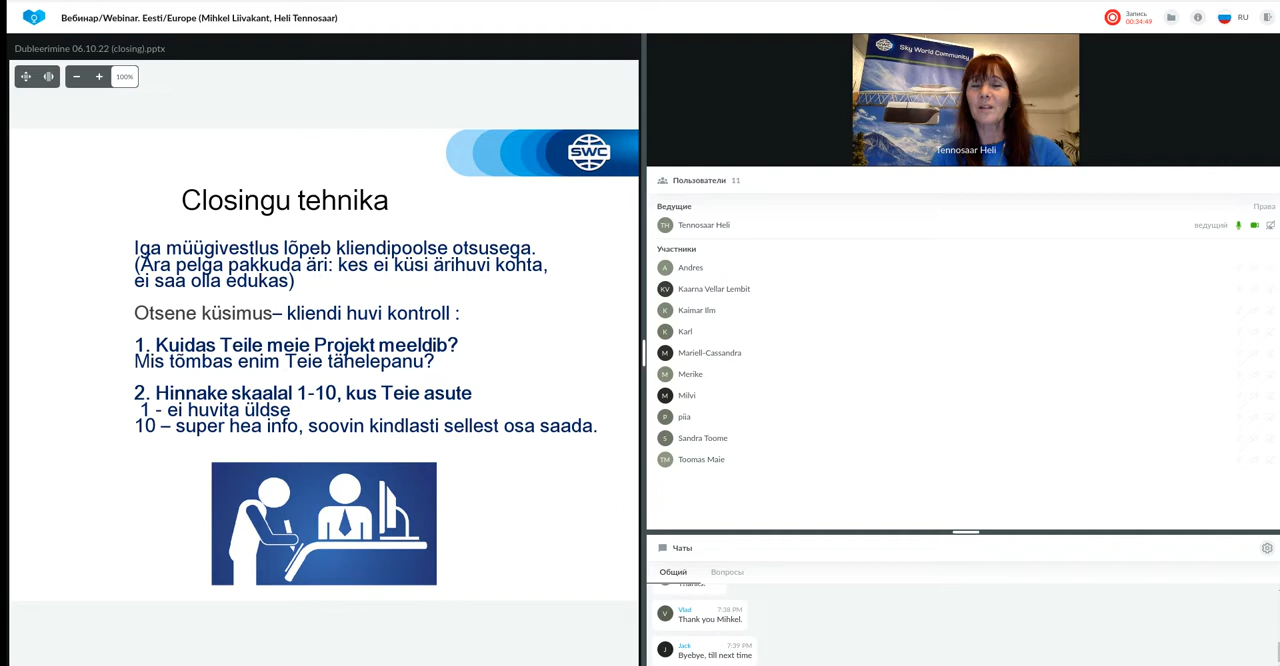 Вебинар/Webinar. Eesti/Europe (Mihkel Liivakant, Heli Tennosaar)
Запись
00:34:49
RU
Dubleerimine 06.10.22 (closing).pptx
100%
SWC
Closingu tehnika
Iga müügivestlus lõpeb kliendipoolse otsusega.
(Ära pelga pakkuda äri: kes ei küsi ärihuvi kohta,
ei saa olla edukas)
Otsene küsimus– kliendi huvi kontroll :
1. Kuidas Teile meie Projekt meeldib?
Mis tõmbas enim Teie tähelepanu?
2. Hinnake skaalal 1-10, kus Teie asute
1 - ei huvita üldse
10 – super hea info, soovin kindlasti sellest osa saada.
Sky World Community
Tennosaar Heli
Пользователи 11
Ведущие
Права
TH Tennosaar Heli
ведущий
Участники
A Andres
KV Kaarna Vellar Lembit
K Kaimar Ilm
K Karl
M Mariell-Cassandra
M Merike
M Milvi
P piia
S Sandra Toome
TM Toomas Maie
Чаты
Общий
Вопросы
Thanks.
V Vlad 7:38 PM
Thank you Mihkel.
J Jack 7:39 PM
Byebye, till next time